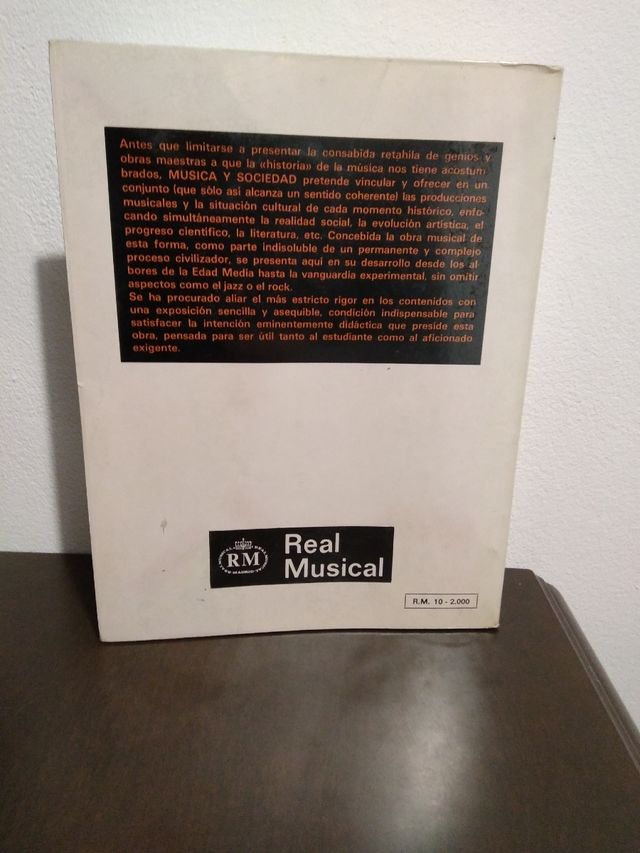 Antes que limitarse a presentar la consabida retahila de genios y
obras maestras a que la «historia» de la música nos tiene acostum
brados, MUSICA Y SOCIEDAD pretende vincular y ofrecer en un
conjunto (que sólo así alcanza un sentido coherente) las producciones
musicales y la situación cultural de cada momento histórico, enfo-
cando simultáneamente la realidad social, la evolución artística, el
progreso científico, la literatura, etc. Concebida la obra musical de
esta forma, como parte indisoluble de un permanente y complejo
proceso civilizador, se presenta aquí en su desarrollo desde los al-
bores de la Edad Media hasta la vanguardia experimental, sin omitir
aspectos como el jazz o el rock.
Se ha procurado aliar el más estricto rigor en los contenidos con
una exposición sencilla y asequible, condición indispensable para
satisfacer la intención eminentemente didáctica que preside esta
obra, pensada para ser útil tanto al estudiante como al aficionado
exigente.
RM
Real
Musical
R.M. 10 - 2.000